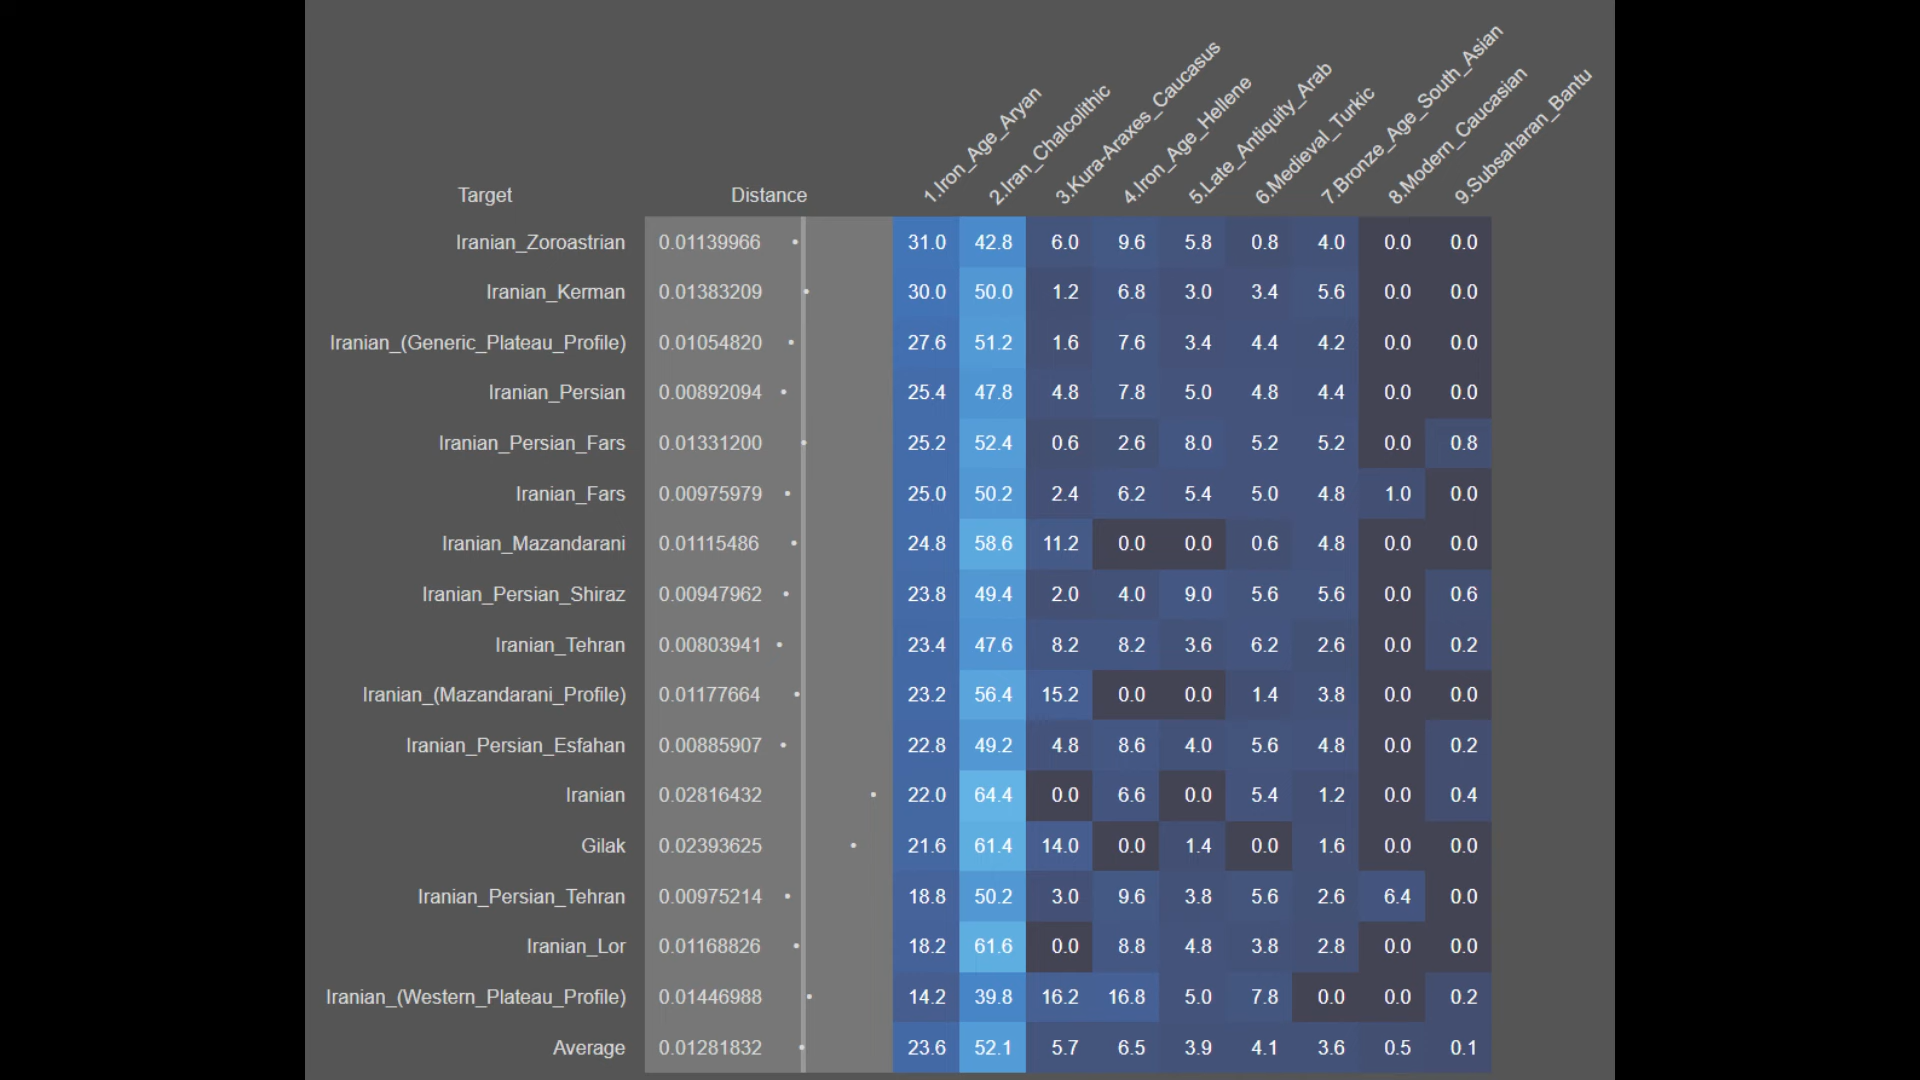 1.Iron_Age_Aryan
2.Iran_Chalcolithic
3.Kura-Araxes_Caucasus
4.Iron_Age_Hellene
5.Late_Antiquity_Arab
6.Medieval_Turkic
7.Bronze_Age_South_Asian
8.Modern_Caucasian
9.Subsaharan_Bantu
Target Distance
Iranian_Zoroastrian 0.01139966 31.0 42.8 6.0 9.6 5.8 0.8 4.0 0.0 0.0
Iranian_Kerman 0.01383209 30.0 50.0 1.2 6.8 3.0 3.4 5.6 0.0 0.0
Iranian_(Generic_Plateau_Profile) 0.01054820 27.6 51.2 1.6 7.6 3.4 4.4 4.2 0.0 0.0
Iranian_Persian 0.00892094 25.4 47.8 4.8 7.8 5.0 4.8 4.4 0.0 0.0
Iranian_Persian_Fars 0.01331200 25.2 52.4 0.6 2.6 8.0 5.2 5.2 0.0 0.8
Iranian_Fars 0.00975979 25.0 50.2 2.4 6.2 5.4 5.0 4.8 1.0 0.0
Iranian_Mazandarani 0.01115486 24.8 58.6 11.2 0.0 0.0 0.6 4.8 0.0 0.0
Iranian_Persian_Shiraz 0.00947962 23.8 49.4 2.0 4.0 9.0 5.6 5.6 0.0 0.6
Iranian_Tehran 0.00803941 23.4 47.6 8.2 8.2 3.6 6.2 2.6 0.0 0.2
Iranian_(Mazandarani_Profile) 0.01177664 23.2 56.4 15.2 0.0 0.0 1.4 3.8 0.0 0.0
Iranian_Persian_Esfahan 0.00885907 22.8 49.2 4.8 8.6 4.0 5.6 4.8 0.0 0.2
Iranian 0.02816432 22.0 64.4 0.0 6.6 0.0 5.4 1.2 0.0 0.4
Gilak 0.02393625 21.6 61.4 14.0 0.0 1.4 0.0 1.6 0.0 0.0
Iranian_Persian_Tehran 0.00975214 18.8 50.2 3.0 9.6 3.8 5.6 2.6 6.4 0.0
Iranian_Lor 0.01168826 18.2 61.6 0.0 8.8 4.8 3.8 2.8 0.0 0.0
Iranian_(Western_Plateau_Profile) 0.01446988 14.2 39.8 16.2 16.8 5.0 7.8 0.0 0.0 0.2
Average 0.01281832 23.6 52.1 5.7 6.5 3.9 4.1 3.6 0.5 0.1